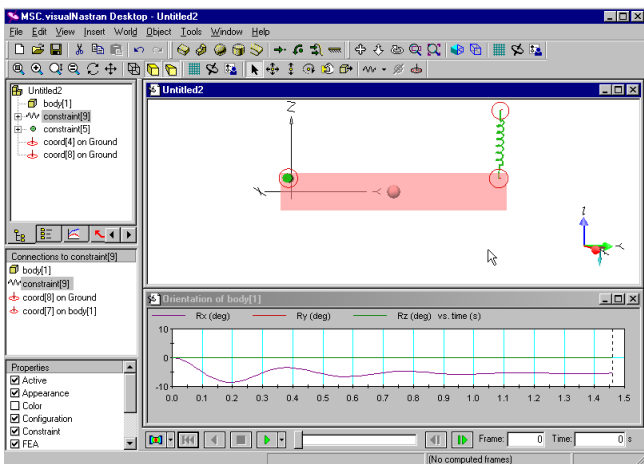 MSC.visualNastran Desktop - Untitled2
File Edit View Insert World Object Tools Window Help
Untitled2
body[1]
constraint[9]
constraint[5]
coord[4] on Ground
coord[8] on Ground
Untitled2
Z
Y
Connections to constraint[9]
body[1]
constraint[9]
coord[8] on Ground
coord[7] on body[1]
Orientation of body[1]
Rx (deg) Ry (deg) Rz (deg) vs. time (s)
10
0
-10
0.0 0.1 0.2 0.3 0.4 0.5 0.6 0.7 0.8 0.9 1.0 1.1 1.2 1.3 1.4 1.5
Properties
Active
Appearance
Color
Configuration
Constraint
FEA
Frame: 0 Time: 0 s
(No computed frames)